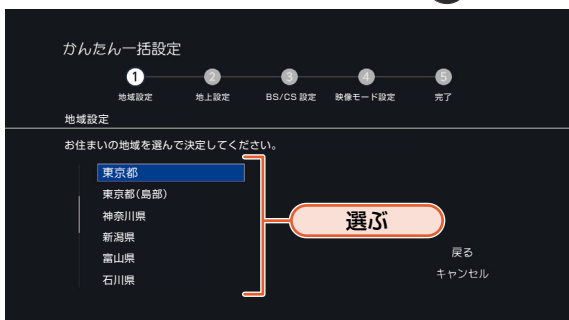 かんたん一括設定
1 2 3 4 5
地域設定 地上設定 BS/CS 設定 映像モード設定 完了
地域設定
お住まいの地域を選んで決定してください。
東京都
東京都(島部)
神奈川県
新潟県
富山県
石川県
選ぶ
戻る
キャンセル